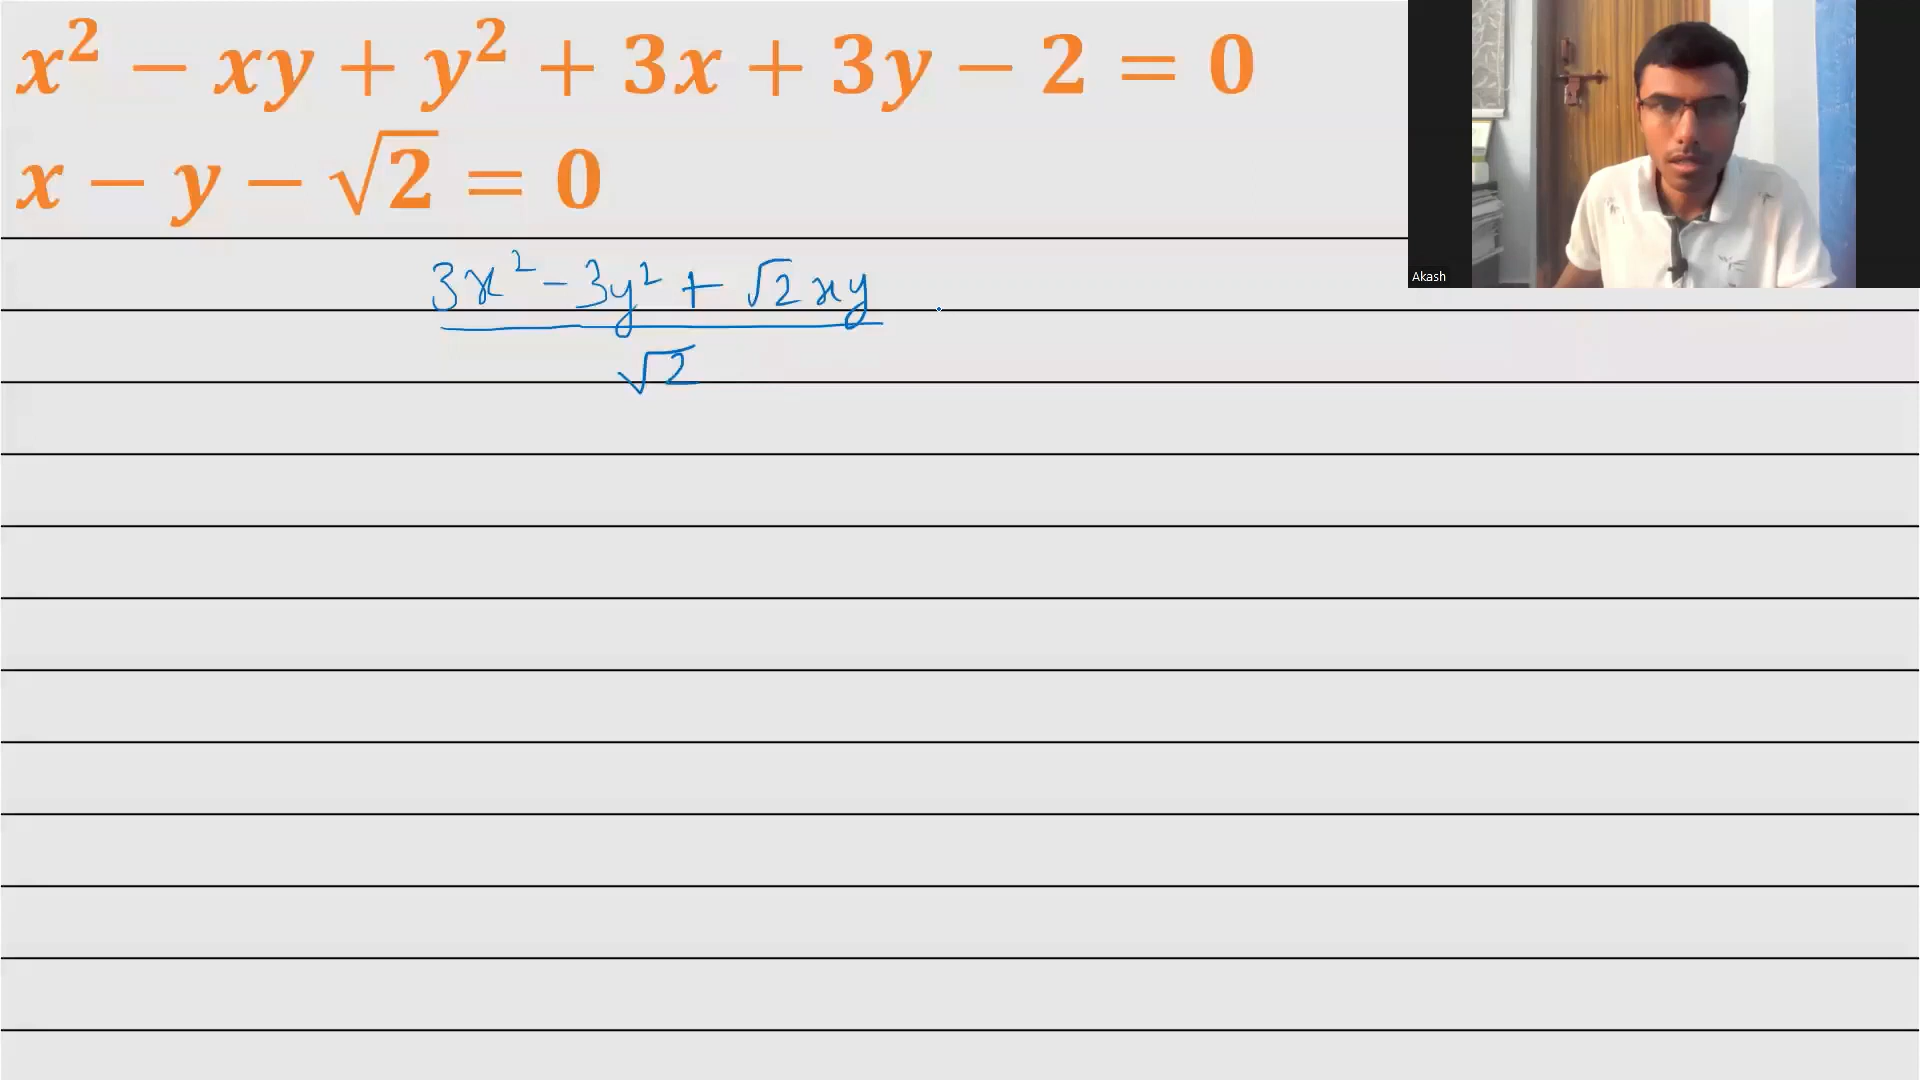 x² − xy + y² + 3x + 3y − 2 = 0
x − y − √2 = 0
Akash
3x² − 3y² + √2 xy
√2